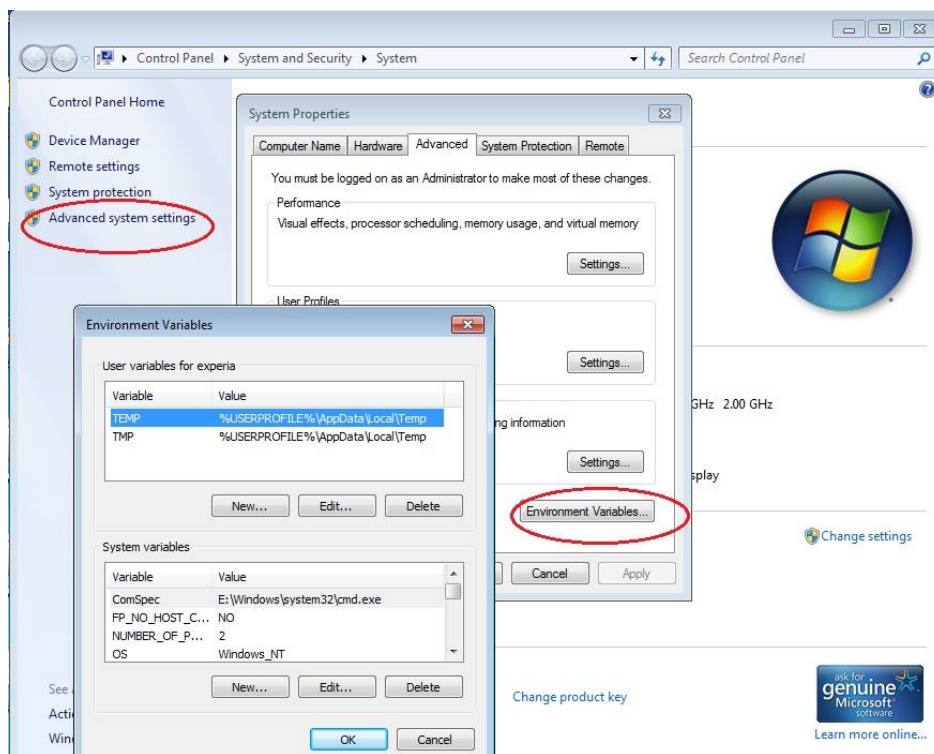 Control Panel ▸ System and Security ▸ System
Search Control Panel
Control Panel Home
Device Manager
Remote settings
System protection
Advanced system settings
System Properties
Computer Name Hardware Advanced System Protection Remote
You must be logged on as an Administrator to make most of these changes.
Performance
Visual effects, processor scheduling, memory usage, and virtual memory
Settings...
User Profiles
Settings...
ng information
Settings...
Environment Variables...
Cancel Apply
Environment Variables
User variables for experia
Variable Value
TEMP %USERPROFILE%\AppData\Local\Temp
TMP %USERPROFILE%\AppData\Local\Temp
New... Edit... Delete
System variables
Variable Value
ComSpec E:\Windows\system32\cmd.exe
FP_NO_HOST_C... NO
NUMBER_OF_P... 2
OS Windows_NT
New... Edit... Delete
OK Cancel
GHz 2.00 GHz
splay
Change settings
See
Acti
Win
Change product key
ask for
genuine
Microsoft
software
Learn more online...